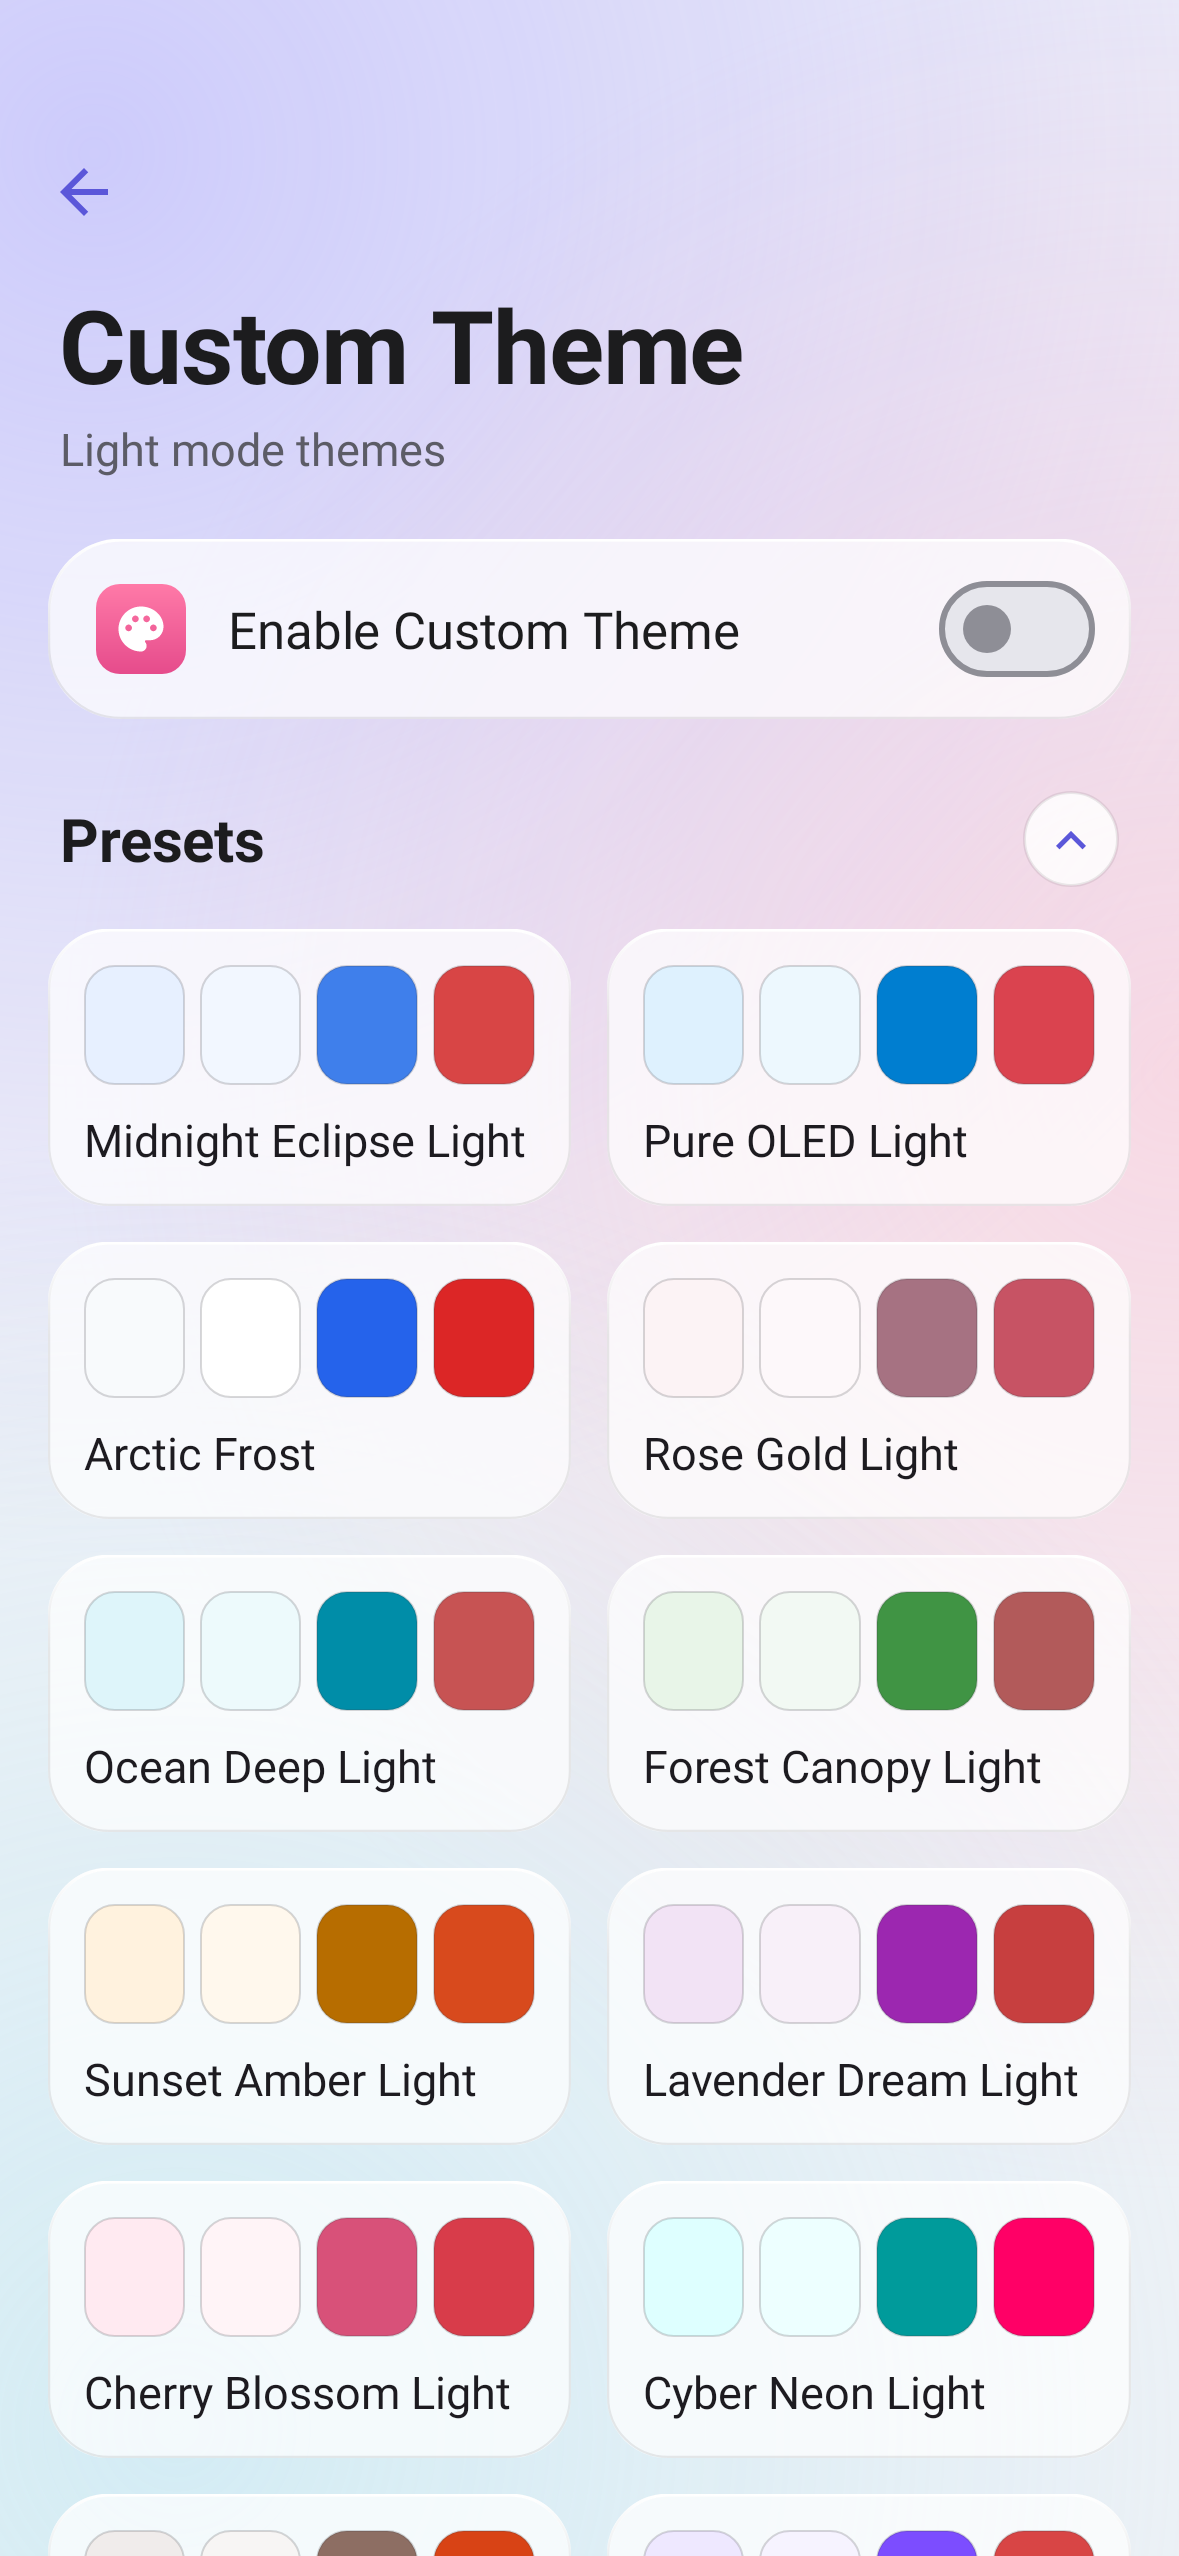 Custom Theme
Light mode themes
Enable Custom Theme
Presets
Midnight Eclipse Light
Pure OLED Light
Arctic Frost
Rose Gold Light
Ocean Deep Light
Forest Canopy Light
Sunset Amber Light
Lavender Dream Light
Cherry Blossom Light
Cyber Neon Light